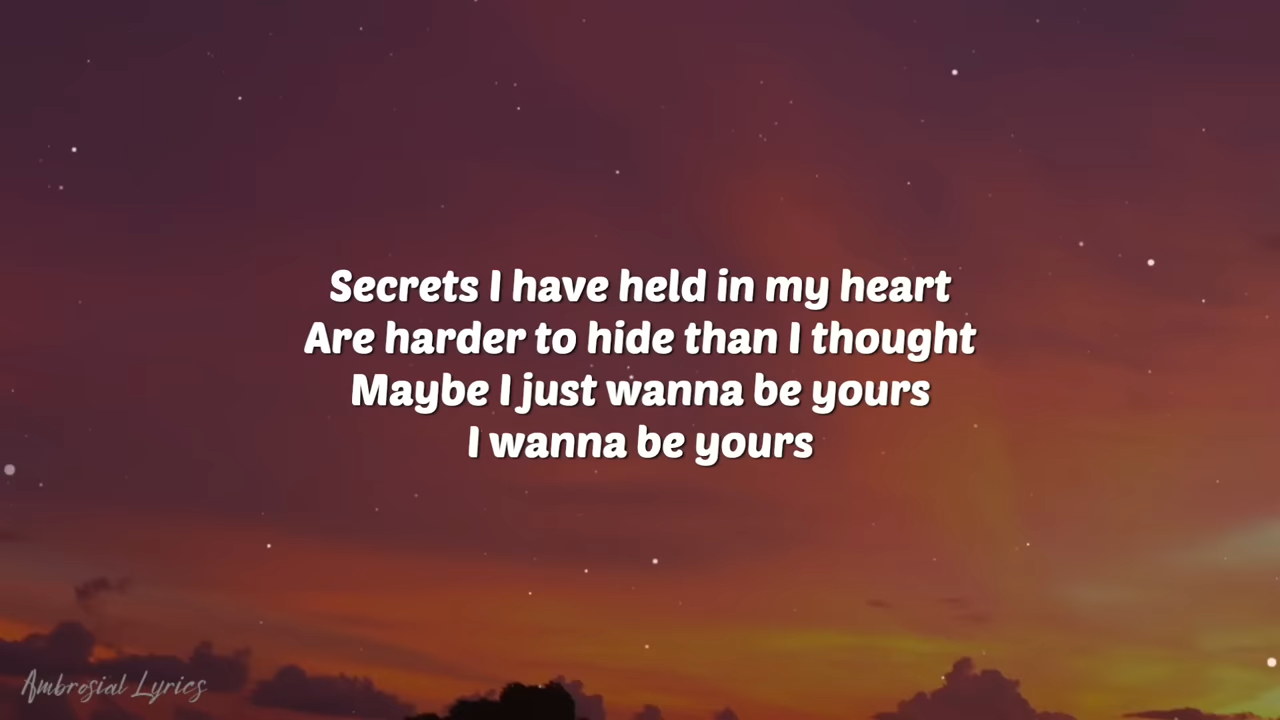 Secrets I have held in my heart
Are harder to hide than I thought
Maybe I just wanna be yours
I wanna be yours
Ambrosial Lyrics